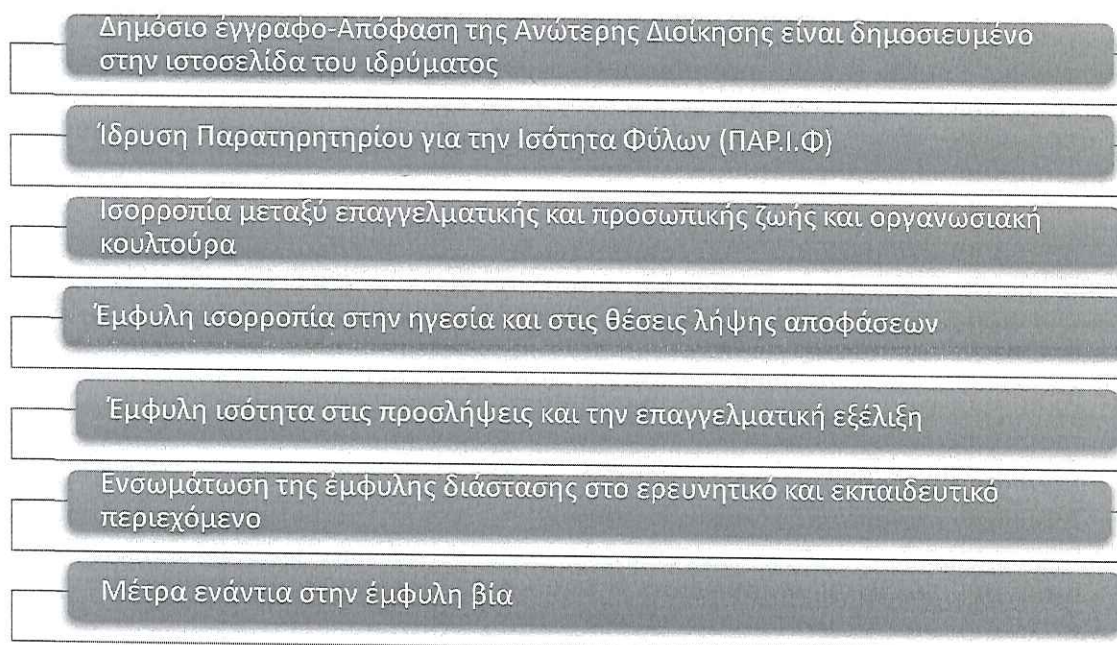 Δημόσιο έγγραφο-Απόφαση της Ανώτερης Διοίκησης είναι δημοσιευμένο
στην ιστοσελίδα του ιδρύματος
Ίδρυση Παρατηρητηρίου για την Ισότητα Φύλων (ΠΑΡ.Ι.Φ)
Ισορροπία μεταξύ επαγγελματικής και προσωπικής ζωής και οργανωσιακή
κουλτούρα
Έμφυλη ισορροπία στην ηγεσία και στις θέσεις λήψης αποφάσεων
Έμφυλη ισότητα στις προσλήψεις και την επαγγελματική εξέλιξη
Ενσωμάτωση της έμφυλης διάστασης στο ερευνητικό και εκπαιδευτικό
περιεχόμενο
Μέτρα ενάντια στην έμφυλη βία